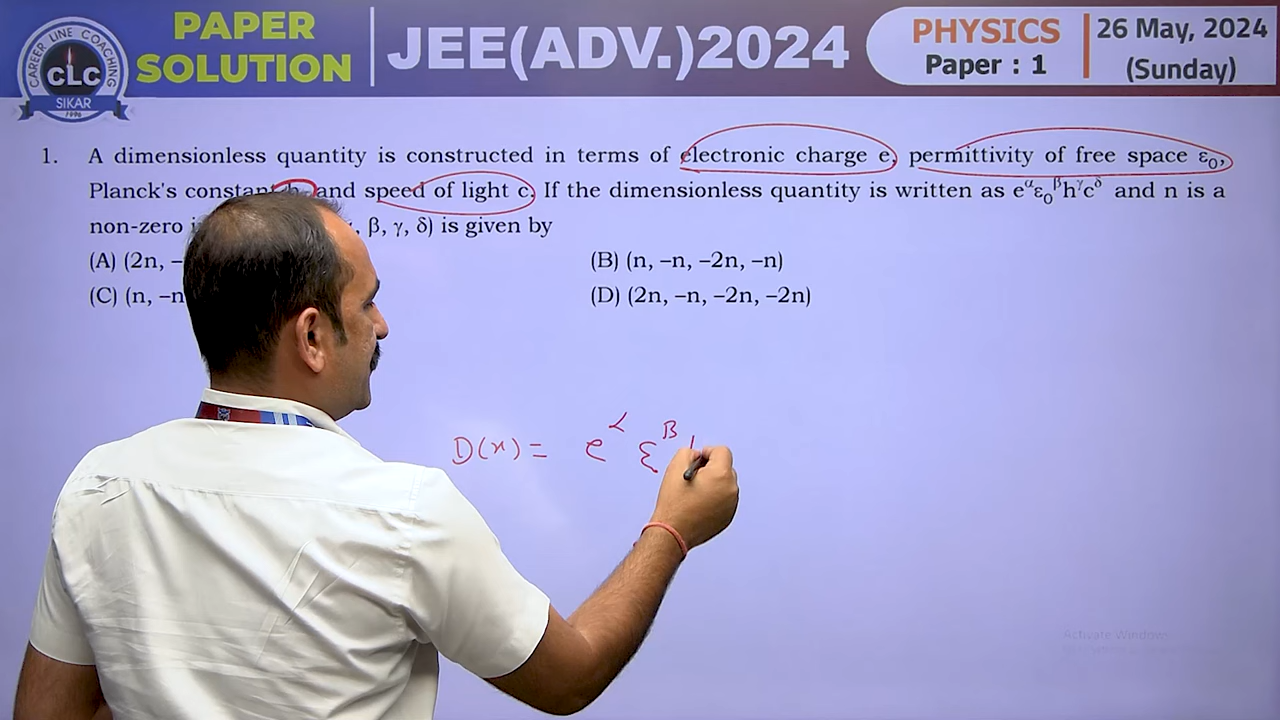 PAPER SOLUTION
JEE(ADV.)2024
PHYSICS
Paper : 1
26 May, 2024
(Sunday)
CAREER LINE COACHING
CLC
SIKAR
1996
1. A dimensionless quantity is constructed in terms of electronic charge e, permittivity of free space ε₀,
Planck's constant h, and speed of light c. If the dimensionless quantity is written as e^α ε₀^β h^γ c^δ and n is a
non-zero , β, γ, δ) is given by
(A) (2n, –
(B) (n, –n, –2n, –n)
(C) (n, –n
(D) (2n, –n, –2n, –2n)
D(x) = e^α ε^β
Activate Windows